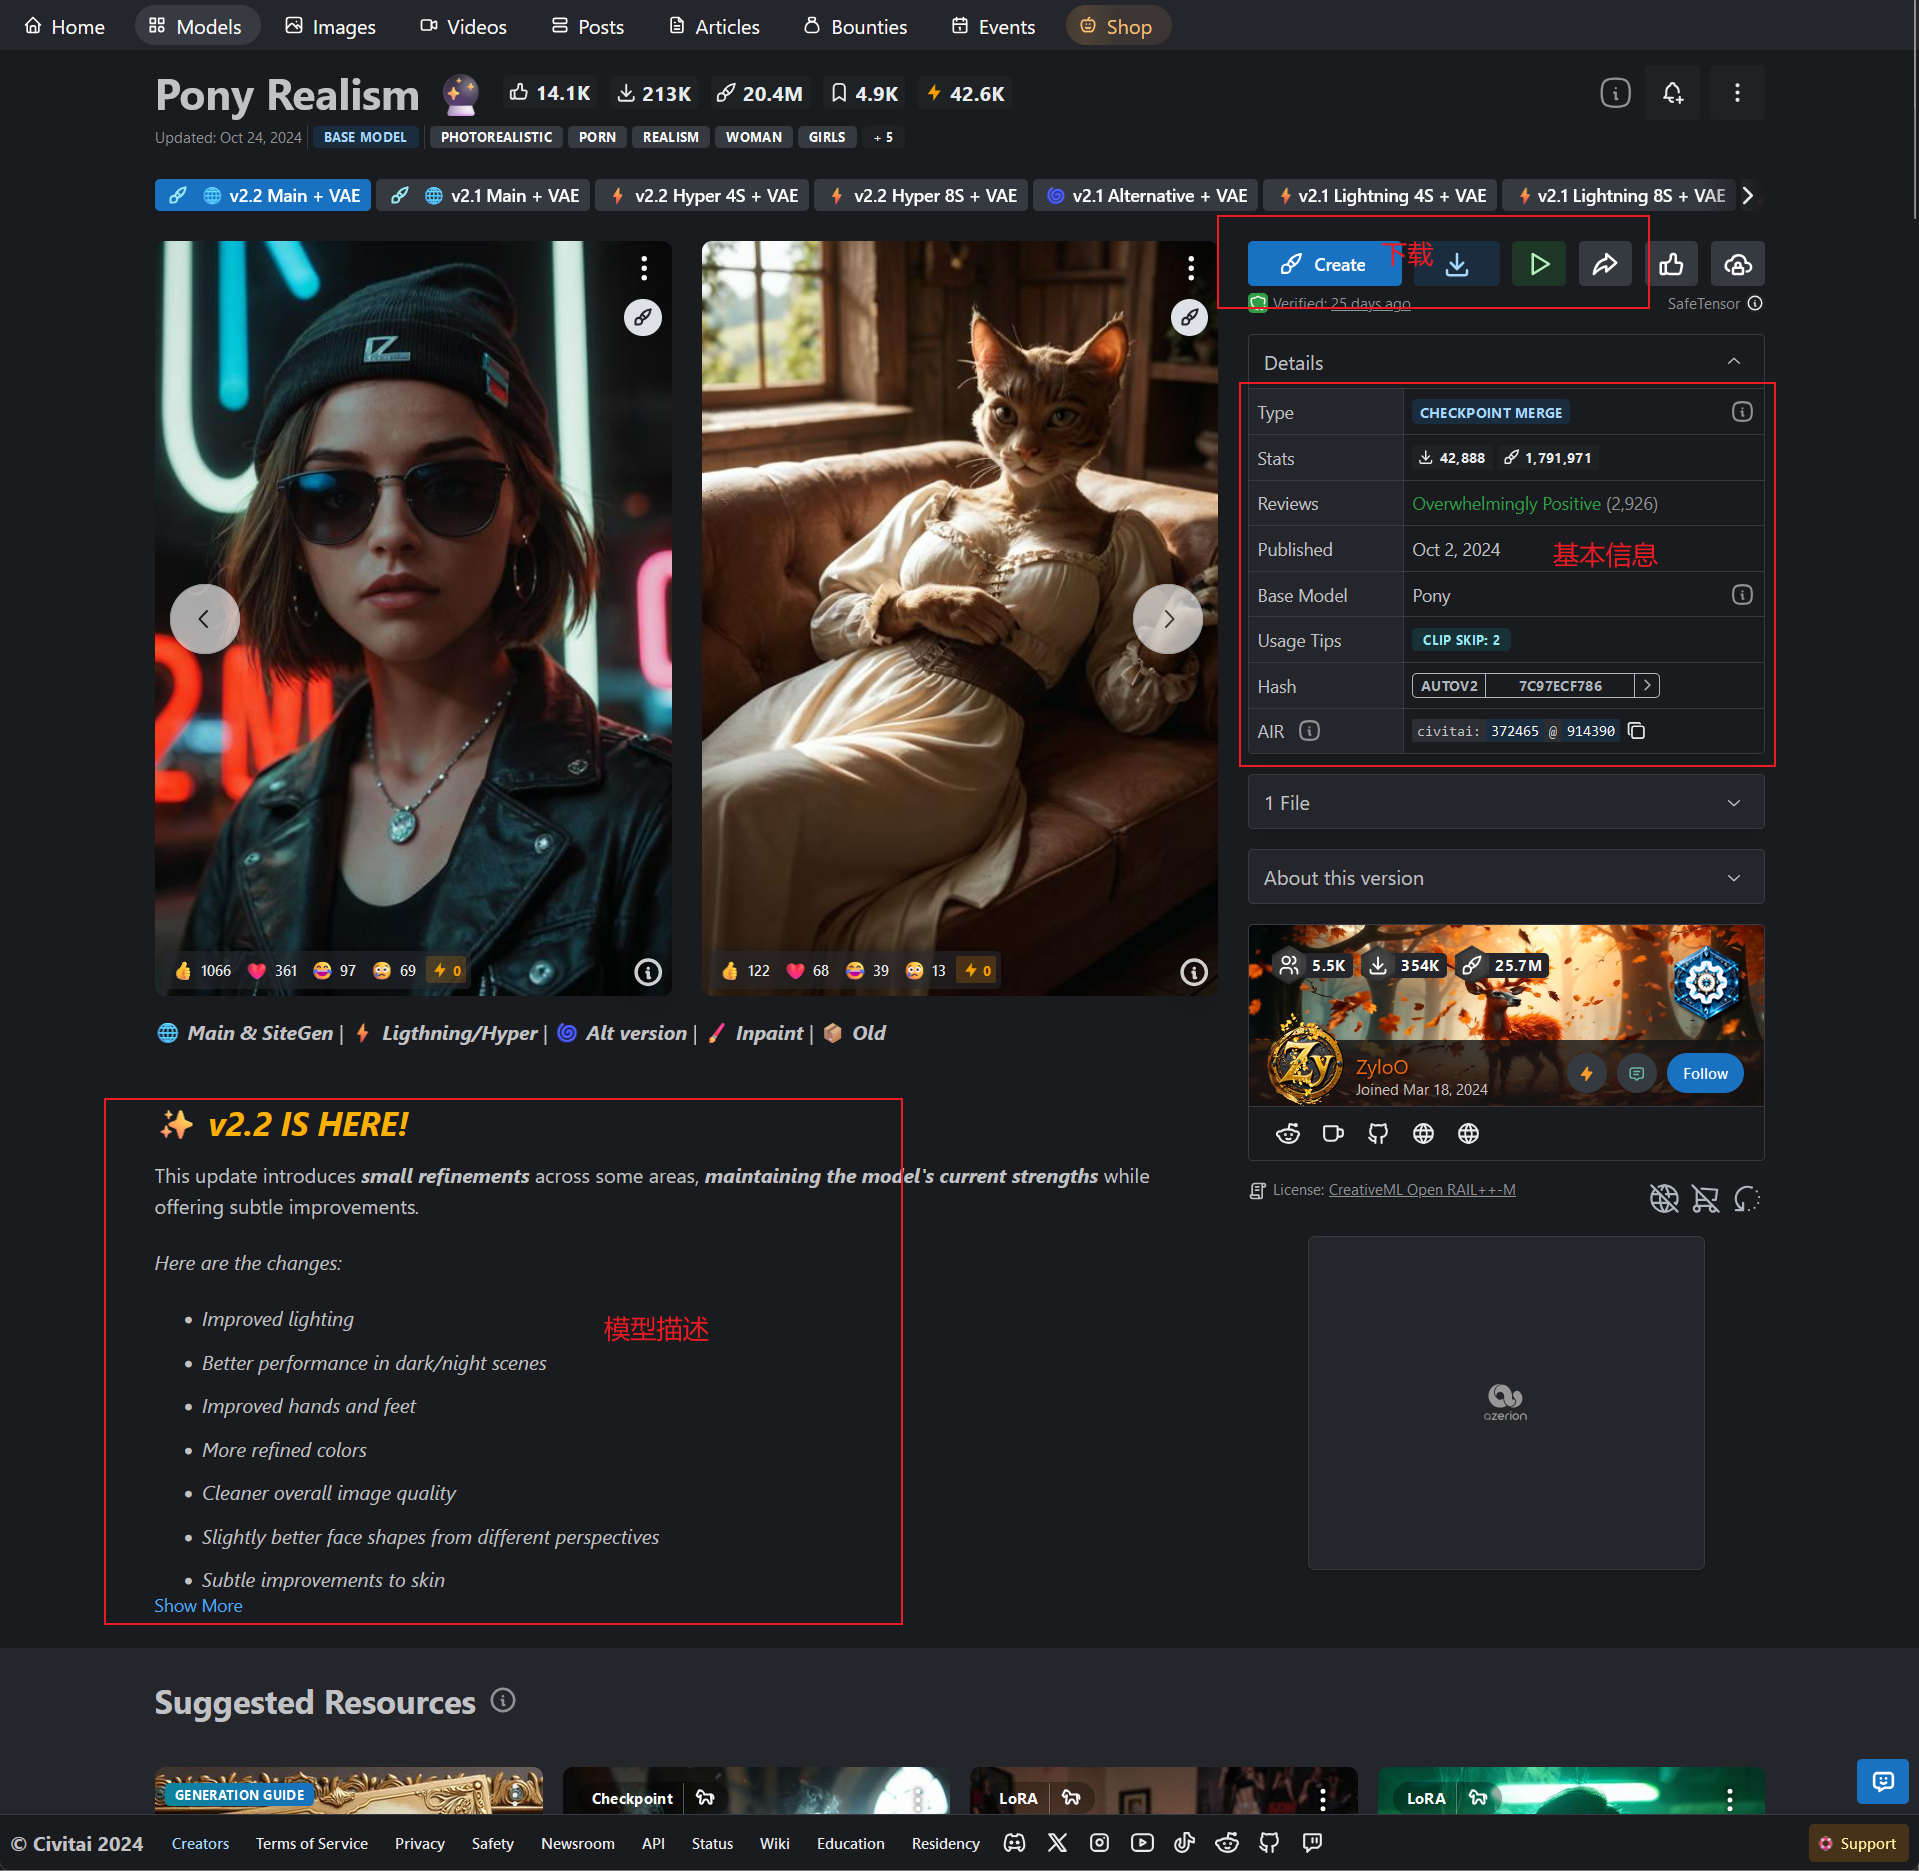 Home Models Images Videos Posts Articles Bounties Events Shop
Pony Realism 14.1K 213K 20.4M 4.9K 42.6K
Updated: Oct 24, 2024 BASE MODEL PHOTOREALISTIC PORN REALISM WOMAN GIRLS + 5
v2.2 Main + VAE v2.1 Main + VAE v2.2 Hyper 4S + VAE v2.2 Hyper 8S + VAE v2.1 Alternative + VAE v2.1 Lightning 4S + VAE v2.1 Lightning 8S + VAE
Create 下载
Verified: 25 days ago SafeTensor
Details
Type CHECKPOINT MERGE
Stats 42,888 1,791,971
Reviews Overwhelmingly Positive (2,926)
Published Oct 2, 2024
基本信息
Base Model Pony
Usage Tips CLIP SKIP: 2
Hash AUTOV2 7C97ECF786
AIR civitai: 372465 @ 914390
1 File
About this version
1066 361 97 69 0
122 68 39 13 0
5.5K 354K 25.7M
ZyloO
Joined Mar 18, 2024
Follow
License: CreativeML Open RAIL++-M
azerion
Main & SiteGen | Ligthning/Hyper | Alt version | Inpaint | Old
v2.2 IS HERE!
This update introduces small refinements across some areas, maintaining the model's current strengths while
offering subtle improvements.
Here are the changes:
• Improved lighting
模型描述
• Better performance in dark/night scenes
• Improved hands and feet
• More refined colors
• Cleaner overall image quality
• Slightly better face shapes from different perspectives
• Subtle improvements to skin
Show More
Suggested Resources
GENERATION GUIDE Checkpoint LoRA LoRA
© Civitai 2024 Creators Terms of Service Privacy Safety Newsroom API Status Wiki Education Residency Support